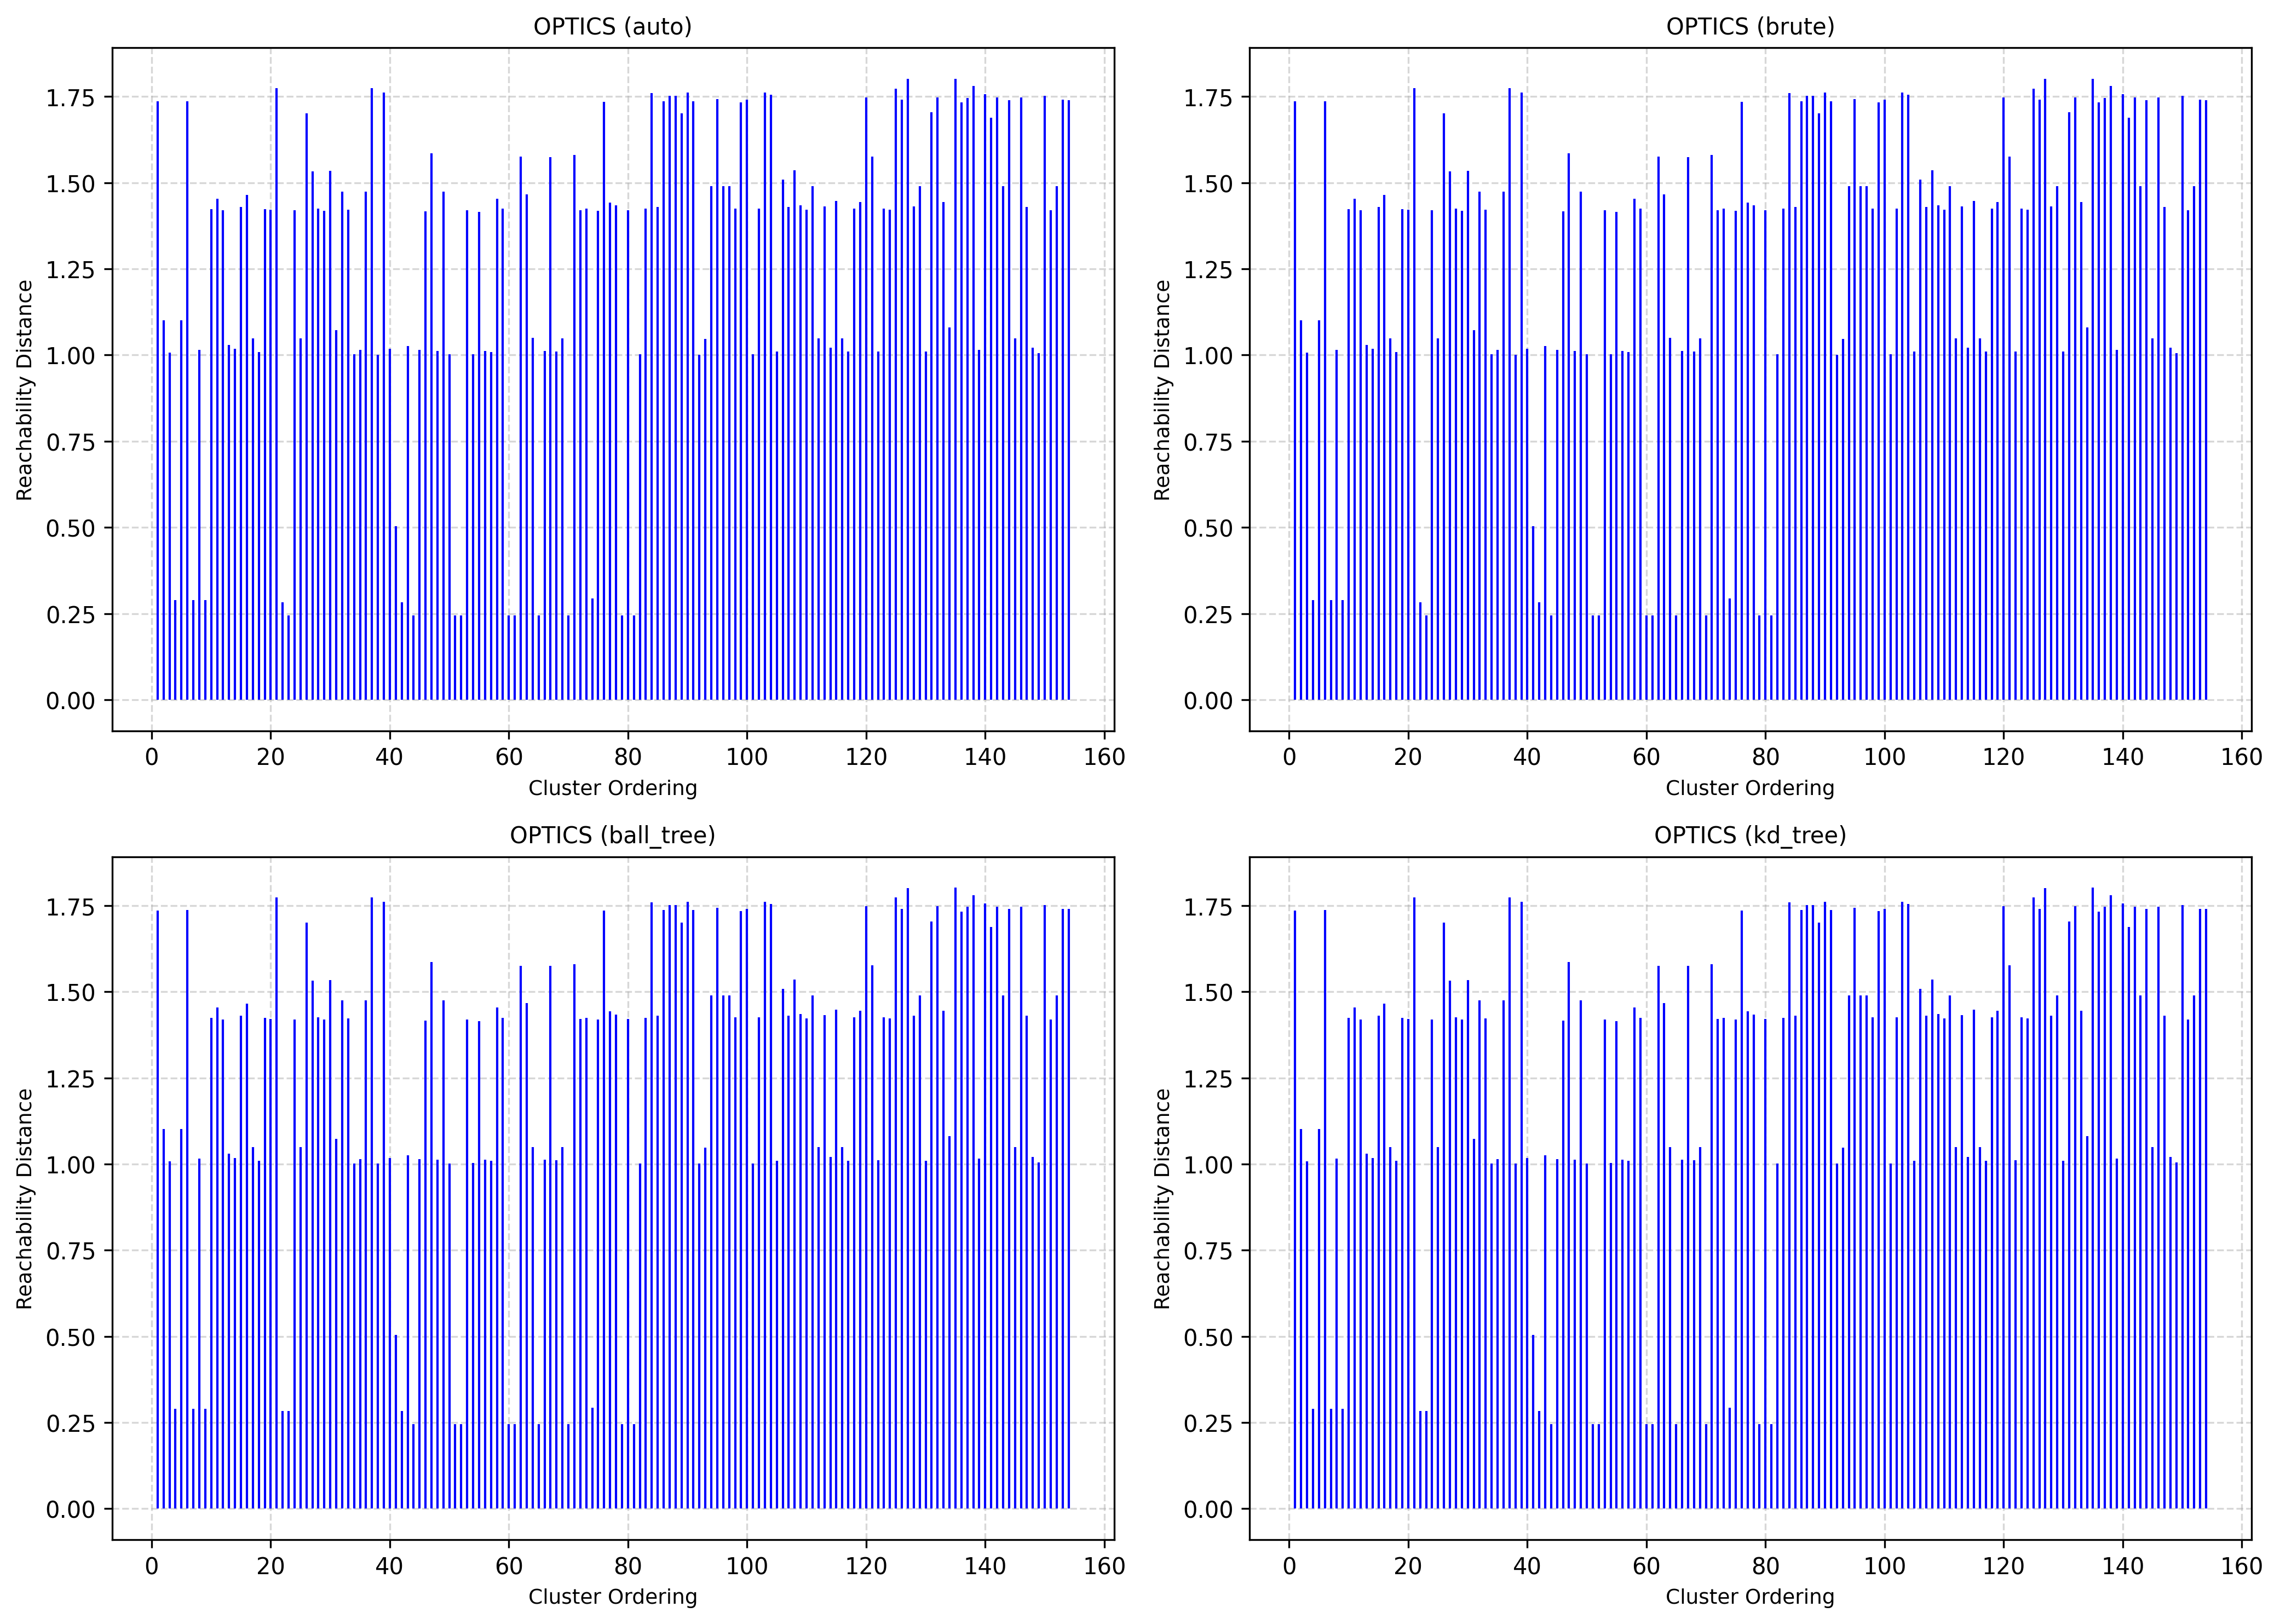 OPTICS (auto)
Reachability Distance
1.75
1.50
1.25
1.00
0.75
0.50
0.25
0.00
0 20 40 60 80 100 120 140 160
Cluster Ordering
OPTICS (brute)
Reachability Distance
1.75
1.50
1.25
1.00
0.75
0.50
0.25
0.00
0 20 40 60 80 100 120 140 160
Cluster Ordering
OPTICS (ball_tree)
Reachability Distance
1.75
1.50
1.25
1.00
0.75
0.50
0.25
0.00
0 20 40 60 80 100 120 140 160
Cluster Ordering
OPTICS (kd_tree)
Reachability Distance
1.75
1.50
1.25
1.00
0.75
0.50
0.25
0.00
0 20 40 60 80 100 120 140 160
Cluster Ordering